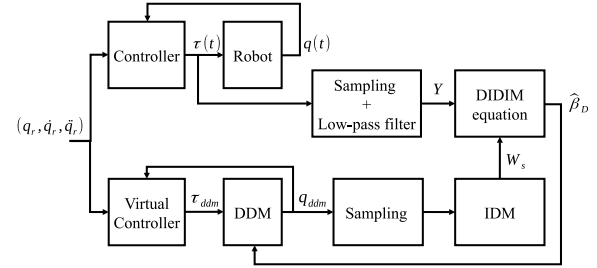 τ(t)
q(t)
Controller
Robot
Sampling
+
Low-pass filter
Y
DIDIM
equation
β̂_D
(q_r, q̇_r, q̈_r)
W_s
Virtual
Controller
τ_ddm
DDM
q_ddm
Sampling
IDM